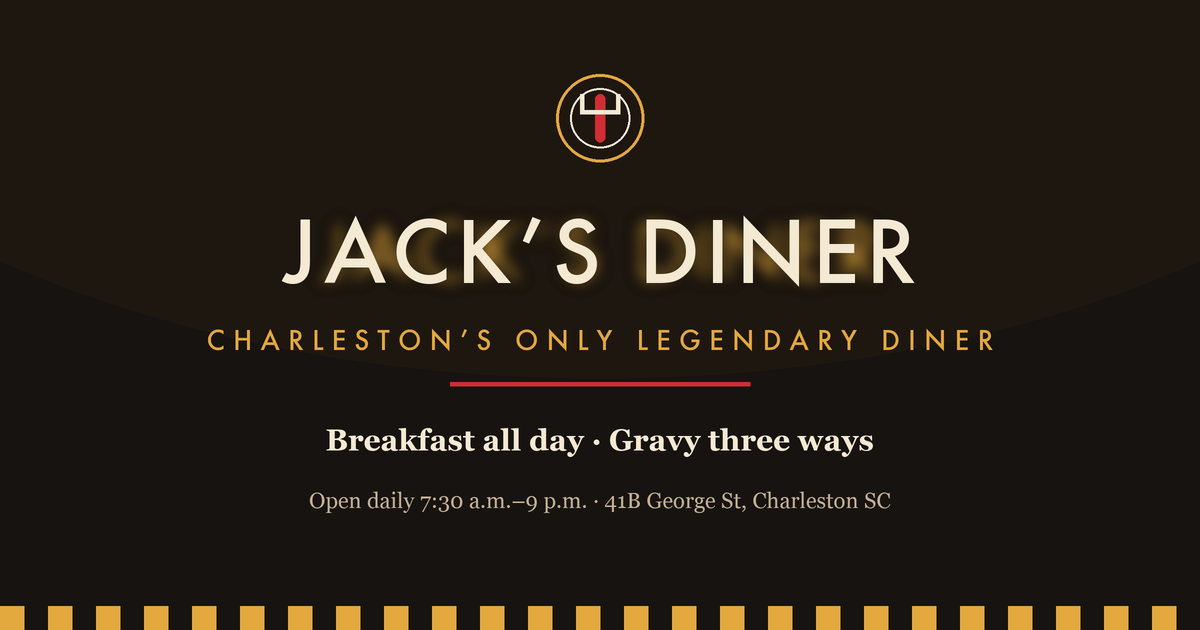 JACK’S DINER
CHARLESTON’S ONLY LEGENDARY DINER
Breakfast all day · Gravy three ways
Open daily 7:30 a.m.–9 p.m. · 41B George St, Charleston SC